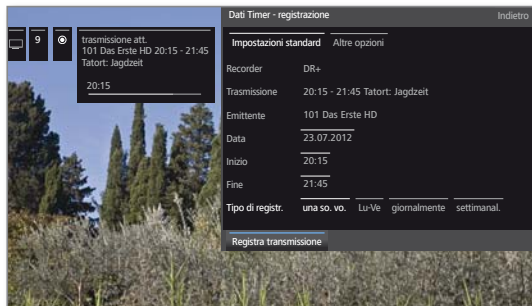 Dati Timer - registrazione
Indietro
9
trasmissione att.
101 Das Erste HD 20:15 - 21:45
Tatort: Jagdzeit
20:15
Impostazioni standard Altre opzioni
Recorder DR+
Trasmissione 20:15 - 21:45 Tatort: Jagdzeit
Emittente 101 Das Erste HD
Data 23.07.2012
Inizio 20:15
Fine 21:45
Tipo di registr. una so. vo. Lu-Ve giornalmente settimanal.
Registra transmissione